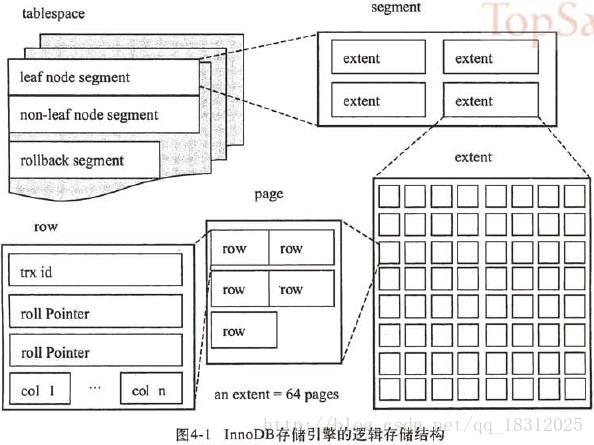 TopSa
tablespace
leaf node segment
non-leaf node segment
rollback segment
segment
extent
extent
extent
extent
extent
page
row
row
row
row
row
an extent = 64 pages
row
trx id
roll Pointer
roll Pointer
col 1 ··· col n
http://blog.csdn.net/qq_18312025
图4-1 InnoDB存储引擎的逻辑存储结构